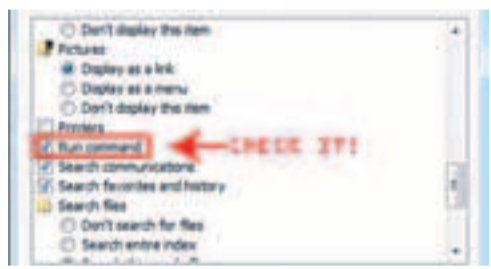 Don't display this item
Pictures
Display as a link
Display as a menu
Don't display this item
Printers
Run command CHECK IT!
Search communications
Search favorites and history
Search files
Don't search for files
Search entire index